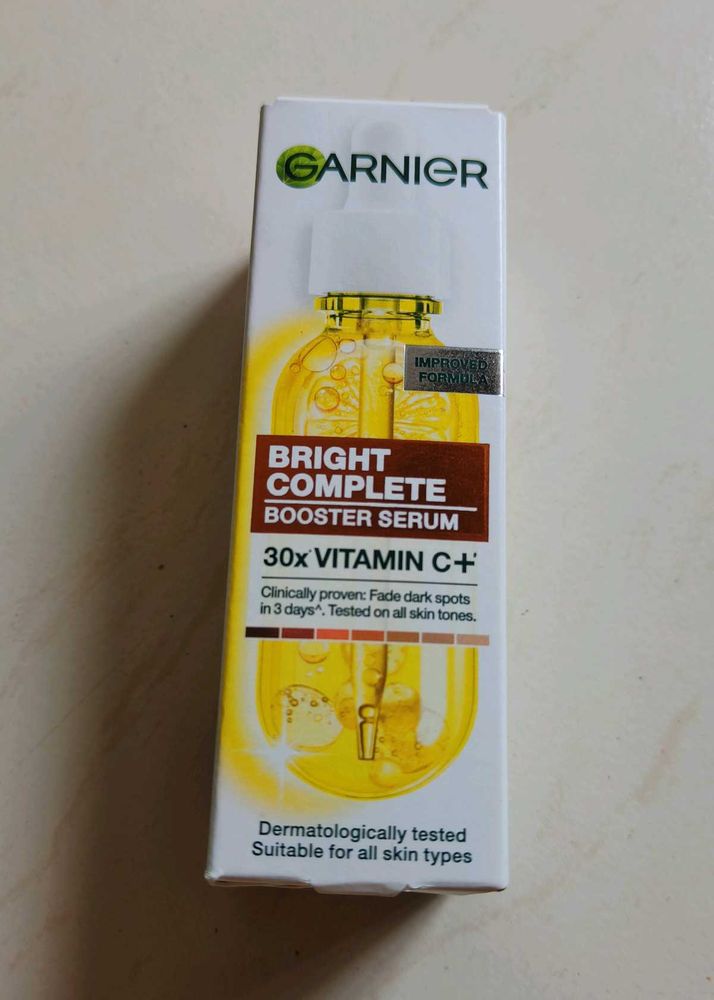 GARNIER
IMPROVED
FORMULA
BRIGHT
COMPLETE
BOOSTER SERUM
30x* VITAMIN C+'
Clinically proven: Fade dark spots
in 3 days^. Tested on all skin tones.
Dermatologically tested
Suitable for all skin types